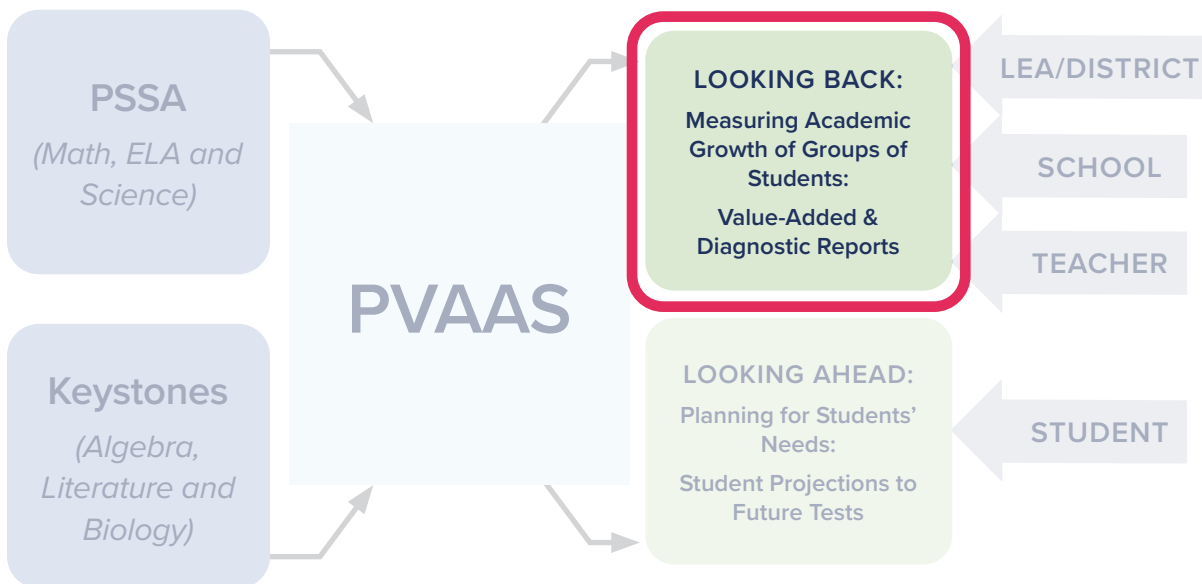 PSSA
(Math, ELA and
Science)
Keystones
(Algebra,
Literature and
Biology)
PVAAS
LOOKING BACK:
Measuring Academic
Growth of Groups of
Students:
Value-Added &
Diagnostic Reports
LEA/DISTRICT
SCHOOL
TEACHER
LOOKING AHEAD:
Planning for Students’
Needs:
Student Projections to
Future Tests
STUDENT